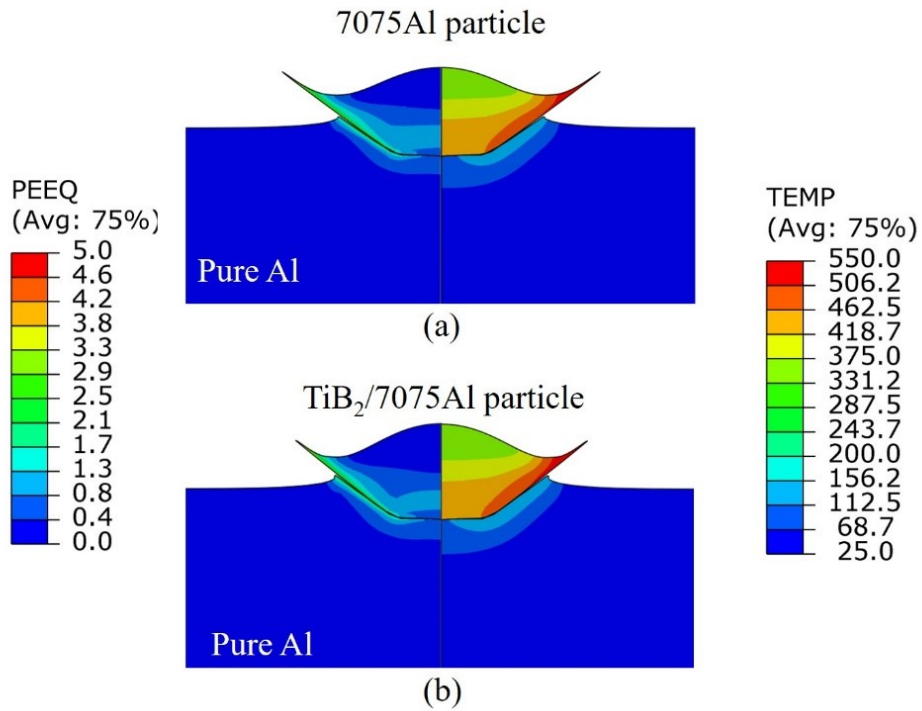 7075Al particle
PEEQ
(Avg: 75%)
5.0
4.6
4.2
3.8
3.3
2.9
2.5
2.1
1.7
1.3
0.8
0.4
0.0
Pure Al
(a)
TEMP
(Avg: 75%)
550.0
506.2
462.5
418.7
375.0
331.2
287.5
243.7
200.0
156.2
112.5
68.7
25.0
TiB₂/7075Al particle
Pure Al
(b)